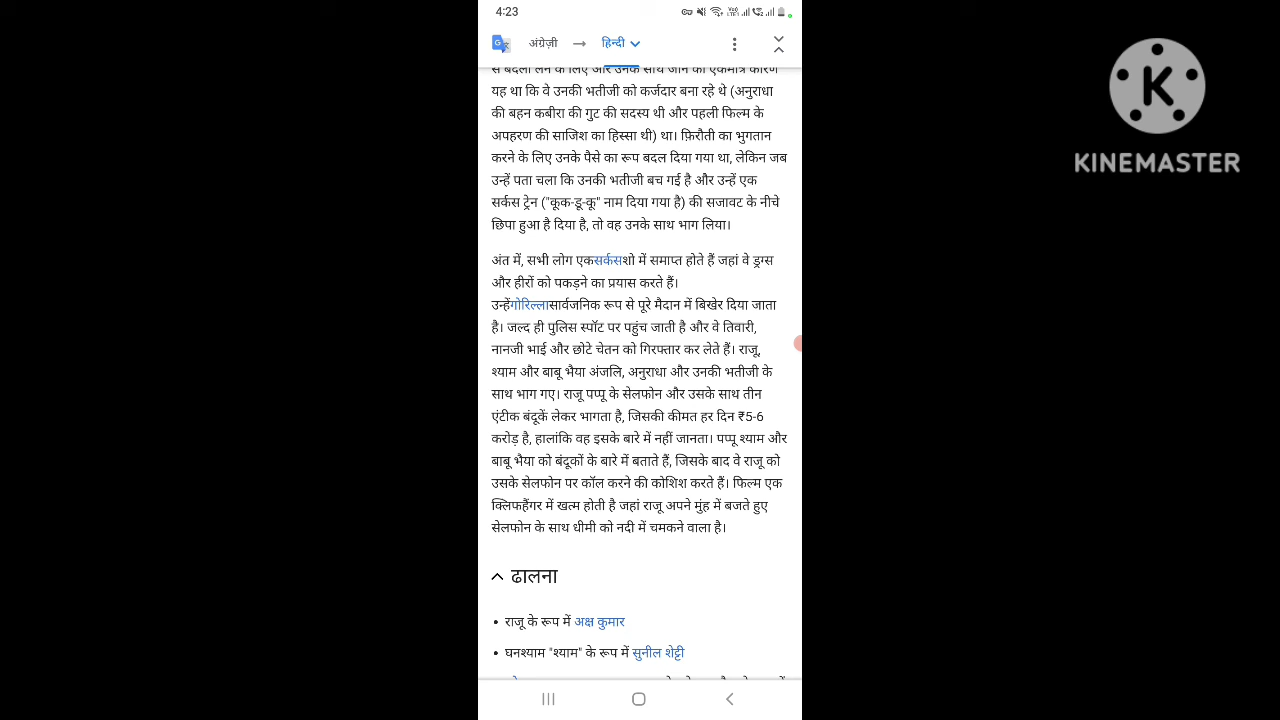 4:23
अंग्रेज़ी → हिन्दी
से बदला लेने के लिए और उनके साथ जाने का एकमात्र कारण
यह था कि वे उनकी भतीजी को कर्जदार बना रहे थे (अनुराधा
की बहन कबीरा की गुट की सदस्य थी और पहली फिल्म के
अपहरण की साजिश का हिस्सा थी) था। फ़िरौती का भुगतान
करने के लिए उनके पैसे का रूप बदल दिया गया था, लेकिन जब
उन्हें पता चला कि उनकी भतीजी बच गई है और उन्हें एक
सर्कस ट्रेन ("कूक-डू-कू" नाम दिया गया है) की सजावट के नीचे
छिपा हुआ है दिया है, तो वह उनके साथ भाग लिया।
अंत में, सभी लोग एकसर्कसशो में समाप्त होते हैं जहां वे ड्रग्स
और हीरों को पकड़ने का प्रयास करते हैं।
उन्हेंगोरिल्लासार्वजनिक रूप से पूरे मैदान में बिखेर दिया जाता
है। जल्द ही पुलिस स्पॉट पर पहुंच जाती है और वे तिवारी,
नानजी भाई और छोटे चेतन को गिरफ्तार कर लेते हैं। राजू,
श्याम और बाबू भैया अंजलि, अनुराधा और उनकी भतीजी के
साथ भाग गए। राजू पप्पू के सेलफोन और उसके साथ तीन
एंटीक बंदूकें लेकर भागता है, जिसकी कीमत हर दिन ₹5-6
करोड़ है, हालांकि वह इसके बारे में नहीं जानता। पप्पू श्याम और
बाबू भैया को बंदूकों के बारे में बताते हैं, जिसके बाद वे राजू को
उसके सेलफोन पर कॉल करने की कोशिश करते हैं। फिल्म एक
क्लिफहैंगर में खत्म होती है जहां राजू अपने मुंह में बजते हुए
सेलफोन के साथ धीमी को नदी में चमकने वाला है।
ढालना
• राजू के रूप में अक्ष कुमार
• घनश्याम "श्याम" के रूप में सुनील शेट्टी
KINEMASTER